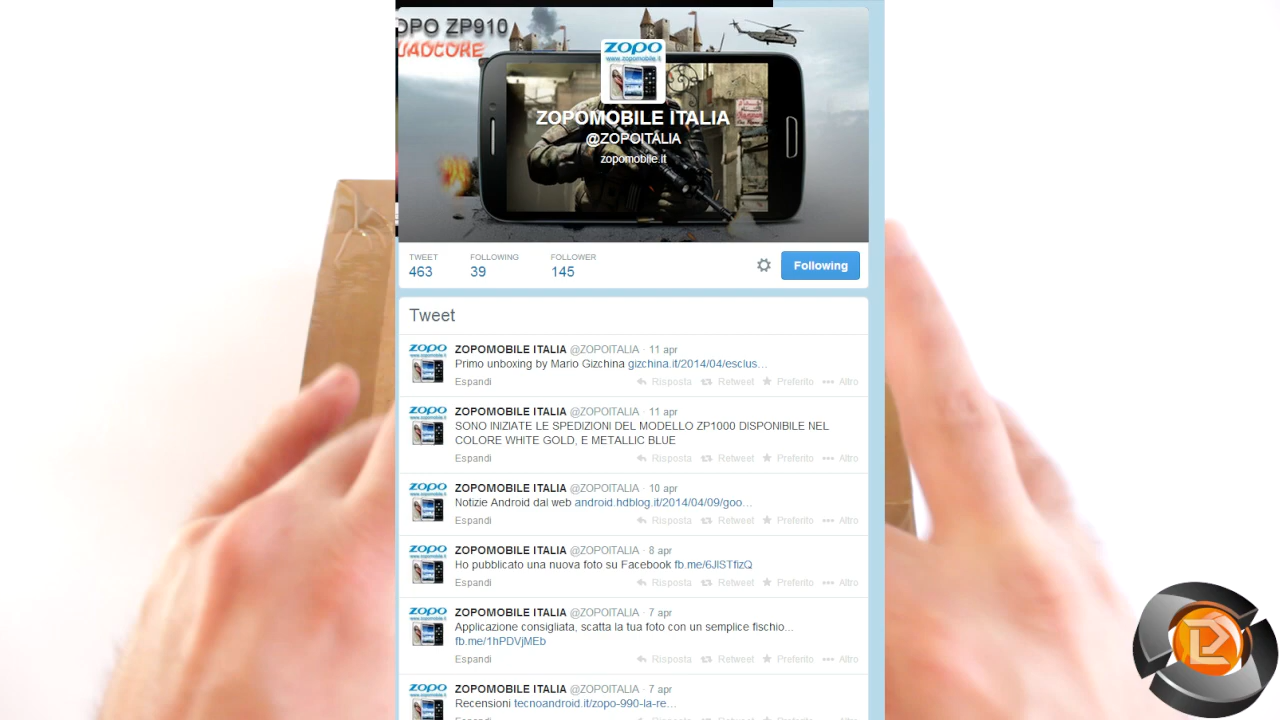 OPO ZP910
UADCORE
ZOPO
www.zopomobile.it
ZOPOMOBILE ITALIA
@ZOPOITALIA
zopomobile.it
TWEET FOLLOWING FOLLOWER
463 39 145
Following
Tweet
ZOPOMOBILE ITALIA @ZOPOITALIA · 11 apr
Primo unboxing by Mario Gizchina gizchina.it/2014/04/esclus…
Espandi Risposta Retweet Preferito Altro
ZOPOMOBILE ITALIA @ZOPOITALIA · 11 apr
SONO INIZIATE LE SPEDIZIONI DEL MODELLO ZP1000 DISPONIBILE NEL
COLORE WHITE GOLD, E METALLIC BLUE
Espandi Risposta Retweet Preferito Altro
ZOPOMOBILE ITALIA @ZOPOITALIA · 10 apr
Notizie Android dal web android.hdblog.it/2014/04/09/goo…
Espandi Risposta Retweet Preferito Altro
ZOPOMOBILE ITALIA @ZOPOITALIA · 8 apr
Ho pubblicato una nuova foto su Facebook fb.me/6JlSTfizQ
Espandi Risposta Retweet Preferito Altro
ZOPOMOBILE ITALIA @ZOPOITALIA · 7 apr
Applicazione consigliata, scatta la tua foto con un semplice fischio...
fb.me/1hPDVjMEb
Espandi Risposta Retweet Preferito Altro
ZOPOMOBILE ITALIA @ZOPOITALIA · 7 apr
Recensioni tecnoandroid.it/zopo-990-la-re…